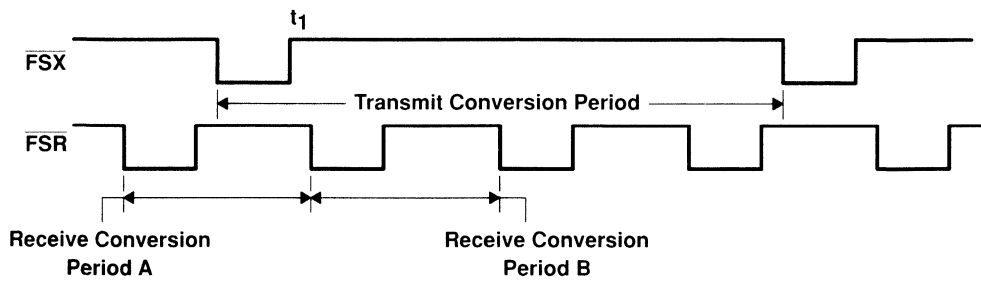 t1
FSX
Transmit Conversion Period
FSR
Receive Conversion
Period A
Receive Conversion
Period B